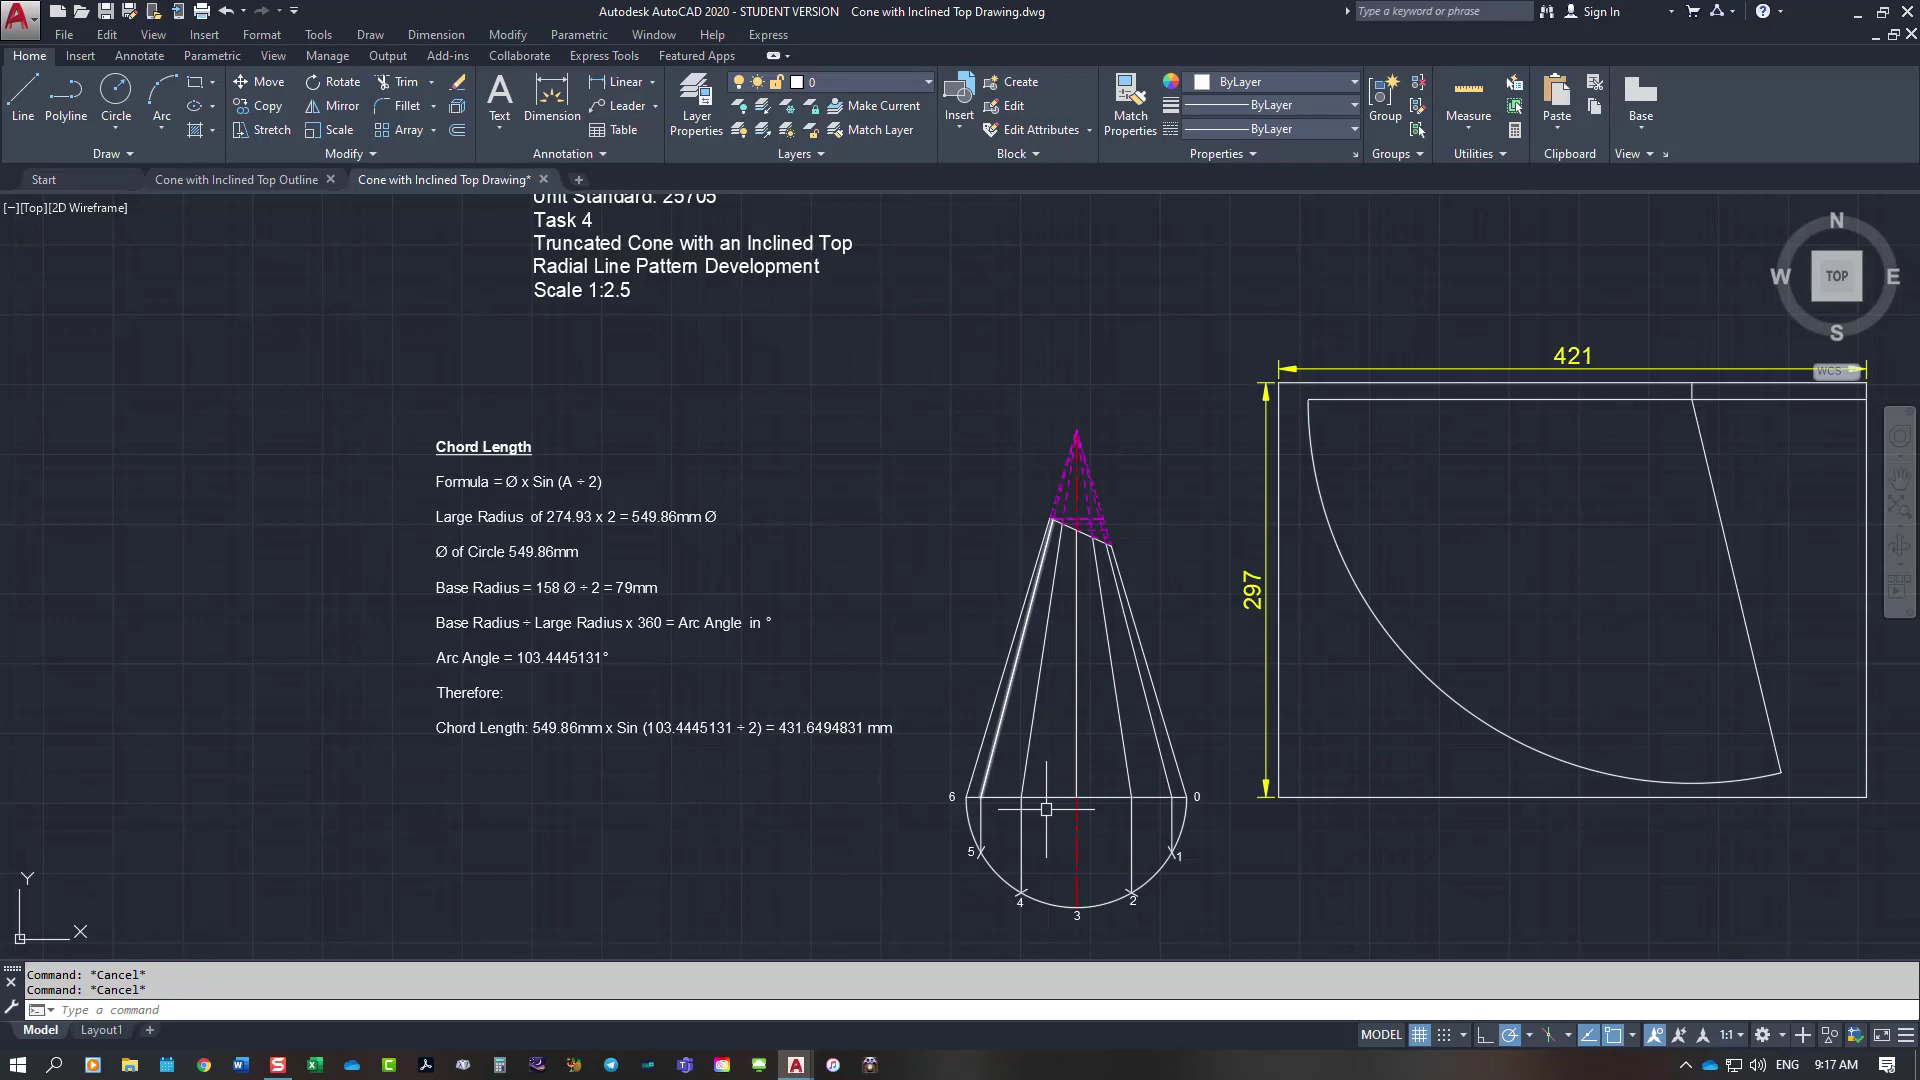 Autodesk AutoCAD 2020 - STUDENT VERSION Cone with Inclined Top Drawing.dwg
Type a keyword or phrase
Sign In
File Edit View Insert Format Tools Draw Dimension Modify Parametric Window Help Express
Home Insert Annotate Parametric View Manage Output Add-ins Collaborate Express Tools Featured Apps
Line Polyline Circle Arc
Draw
Move Rotate Trim
Copy Mirror Fillet
Stretch Scale Array
Modify
Text Dimension
Linear
Leader
Table
Annotation
Layer Properties
0
Make Current
Match Layer
Layers
Insert
Create
Edit
Edit Attributes
Block
Match Properties
ByLayer
ByLayer
ByLayer
Properties
Group
Groups
Measure
Utilities
Paste
Clipboard
Base
View
Start
Cone with Inclined Top Outline
Cone with Inclined Top Drawing*
[−][Top][2D Wireframe]
Unit Standard: 25705
Task 4
Truncated Cone with an Inclined Top
Radial Line Pattern Development
Scale 1:2.5
N
W TOP E
S
WCS
421
297
Chord Length
Formula = Ø x Sin (A ÷ 2)
Large Radius of 274.93 x 2 = 549.86mm Ø
Ø of Circle 549.86mm
Base Radius = 158 Ø ÷ 2 = 79mm
Base Radius ÷ Large Radius x 360 = Arc Angle in °
Arc Angle = 103.4445131°
Therefore:
Chord Length: 549.86mm x Sin (103.4445131 ÷ 2) = 431.6494831 mm
6 0
5 1
4 2
3
Y
X
Command: *Cancel*
Command: *Cancel*
Type a command
Model Layout1
MODEL 1:1
ENG 9:17 AM